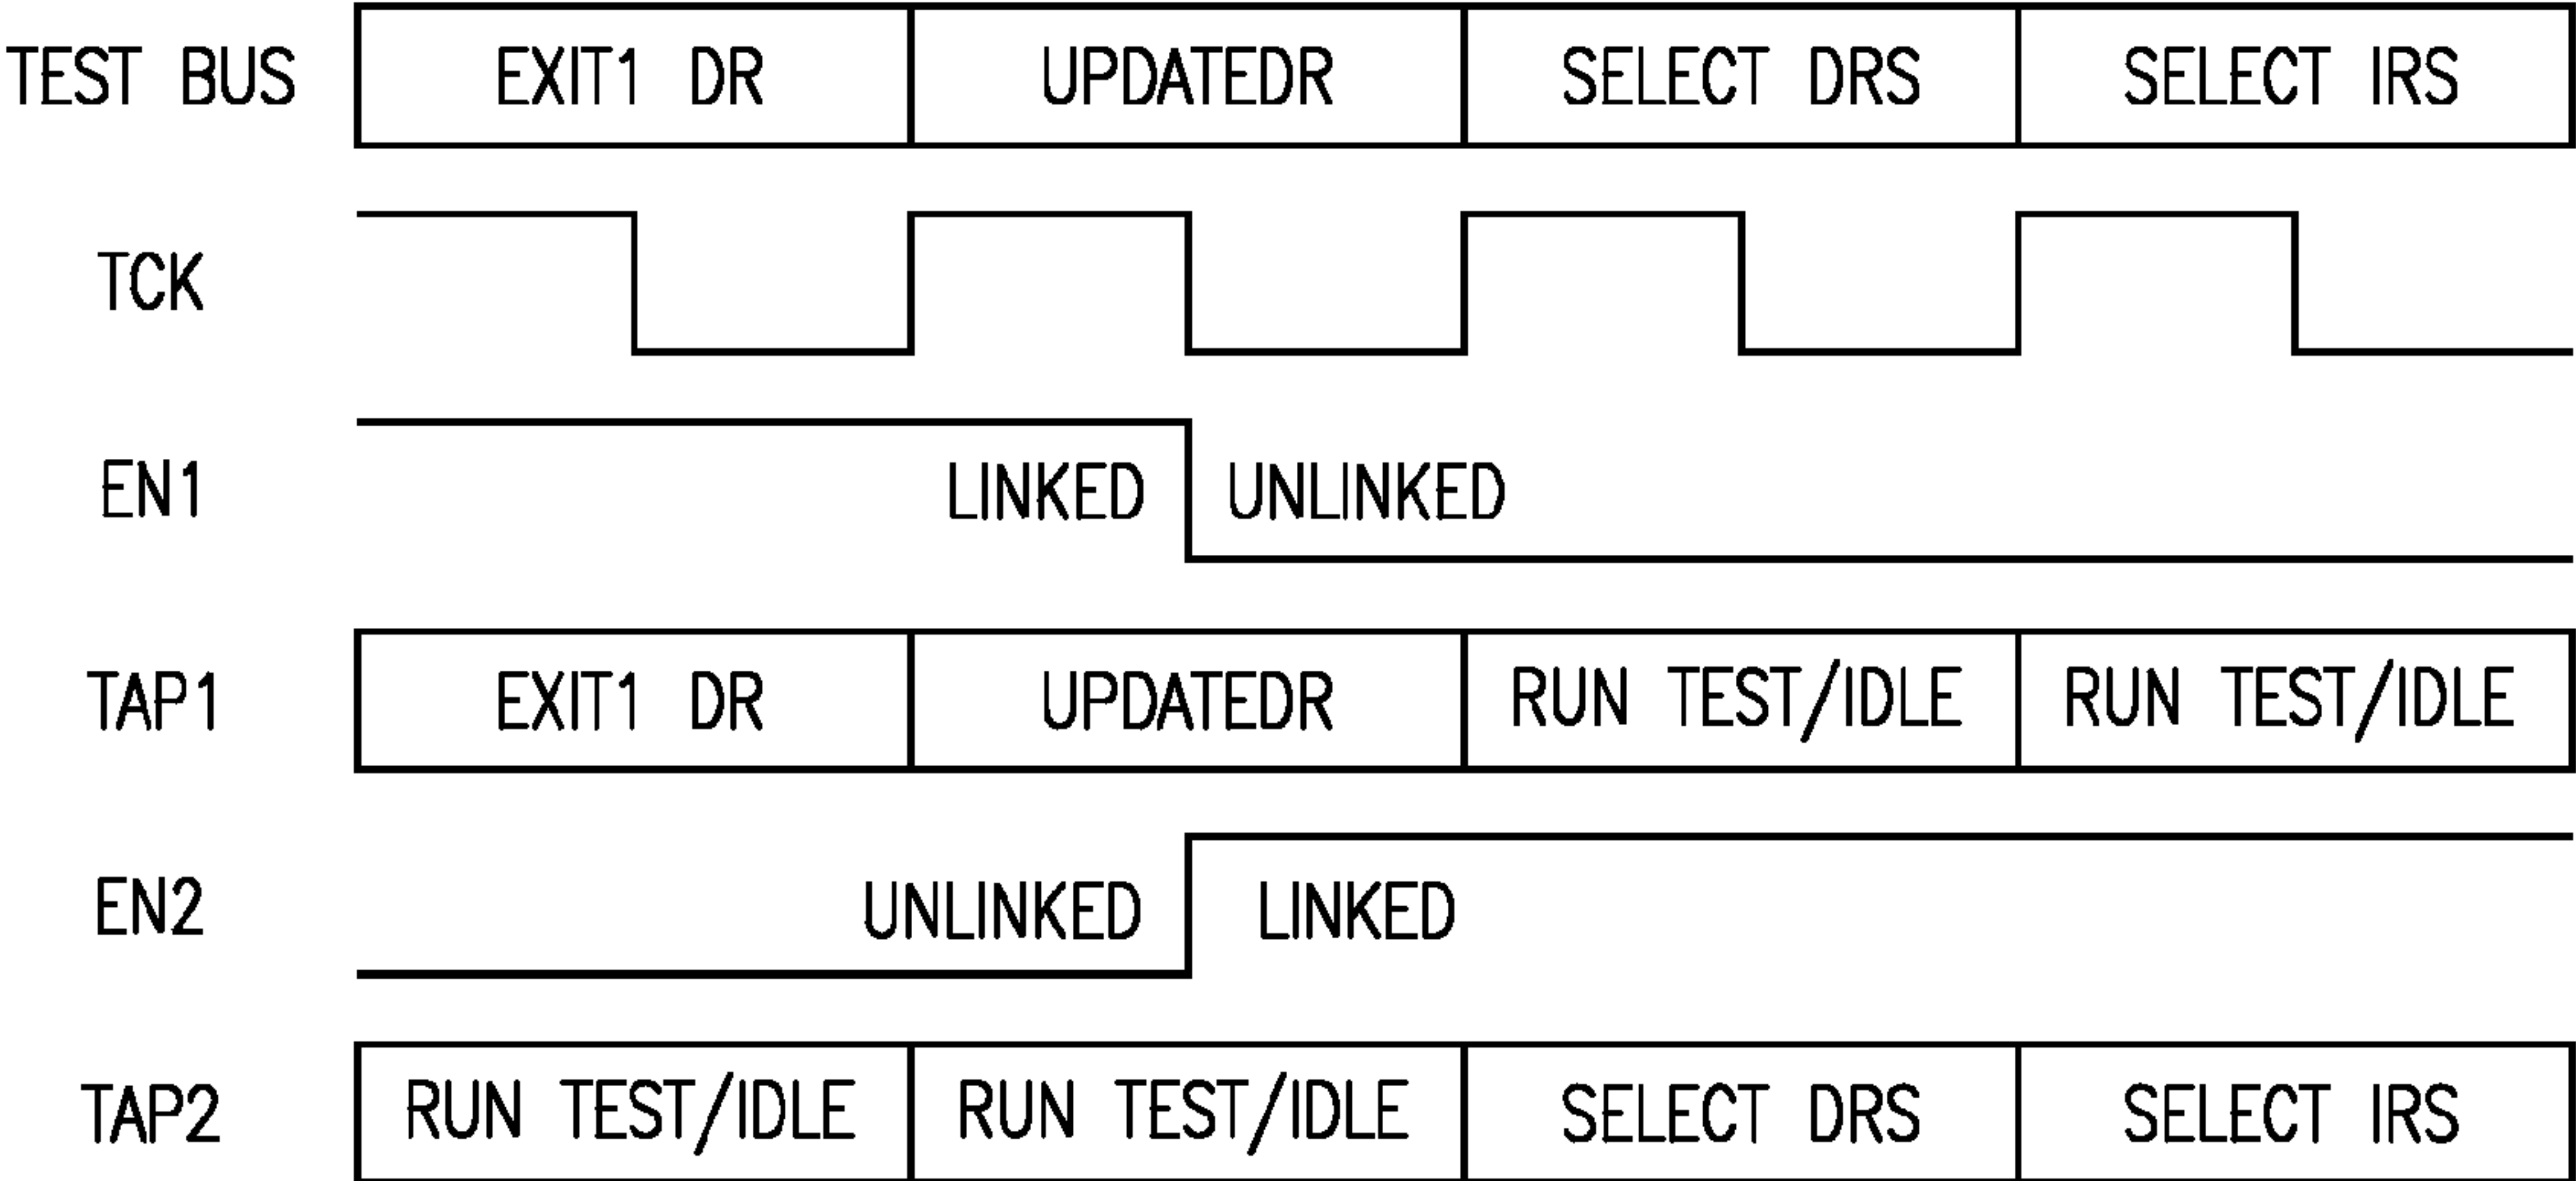 TEST BUS EXIT1 DR UPDATEDR SELECT DRS SELECT IRS
TCK
EN1 LINKED UNLINKED
TAP1 EXIT1 DR UPDATEDR RUN TEST/IDLE RUN TEST/IDLE
EN2 UNLINKED LINKED
TAP2 RUN TEST/IDLE RUN TEST/IDLE SELECT DRS SELECT IRS